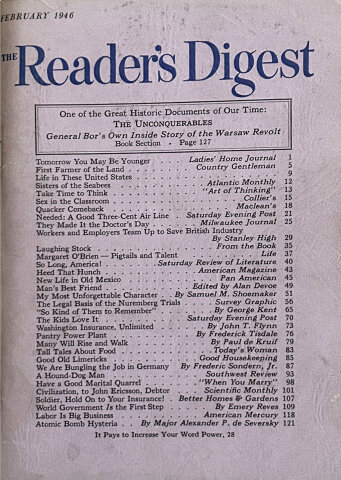 FEBRUARY 1946
THE Reader's Digest
One of the Great Historic Documents of Our Time:
THE UNCONQUERABLES
General Bor's Own Inside Story of the Warsaw Revolt
Book Section • Page 127
Tomorrow You May Be Younger . Ladies' Home Journal 1
First Farmer of the Land . . . Country Gentleman 5
Life in These United States . . . 9
Sisters of the Seabees . . . Atlantic Monthly 12
Take Time to Think . . . "Art of Thinking" 13
Sex in the Classroom . . . Collier's 15
Quacker Comeback . . . Maclean's 18
Needed: A Good Three-Cent Air Line . Saturday Evening Post 21
They Made It the Doctor's Day . . Milwaukee Journal 25
Workers and Employers Team Up to Save British Industry
By Stanley High 29
Laughing Stock . . . From the Book 35
Margaret O'Brien — Pigtails and Talent . . Life 37
So Long, America! . . Saturday Review of Literature 40
Heed That Hunch . . . American Magazine 43
New Life in Old Mexico . . . Pan American 45
Man's Best Friend . . . Edited by Alan Devoe 49
My Most Unforgettable Character . By Samuel M. Shoemaker 51
The Legal Basis of the Nuremberg Trials . Survey Graphic 56
"So Kind of Them to Remember" . By George Kent 65
The Kids Love It . . . Saturday Evening Post 70
Washington Insurance, Unlimited . . By John T. Flynn 73
Pantry Power Plant . . . By Frederick Tisdale 76
Many Will Rise and Walk . . . By Paul de Kruif 79
Tall Tales About Food . . . Today's Woman 83
Good Old Limericks . . . Good Housekeeping 85
We Are Bungling the Job in Germany By Frederic Sondern, Jr. 87
A Hound-Dog Man . . . Southwest Review 93
Have a Good Marital Quarrel . . "When You Marry" 98
Civilization, to John Ericsson, Debtor . Scientific Monthly 101
Soldier, Hold On to Your Insurance! . Better Homes & Gardens 107
World Government Is the First Step . By Emery Reves 109
Labor Is Big Business . . . American Mercury 118
Atomic Bomb Hysteria . . By Major Alexander P. de Seversky 121
It Pays to Increase Your Word Power, 28